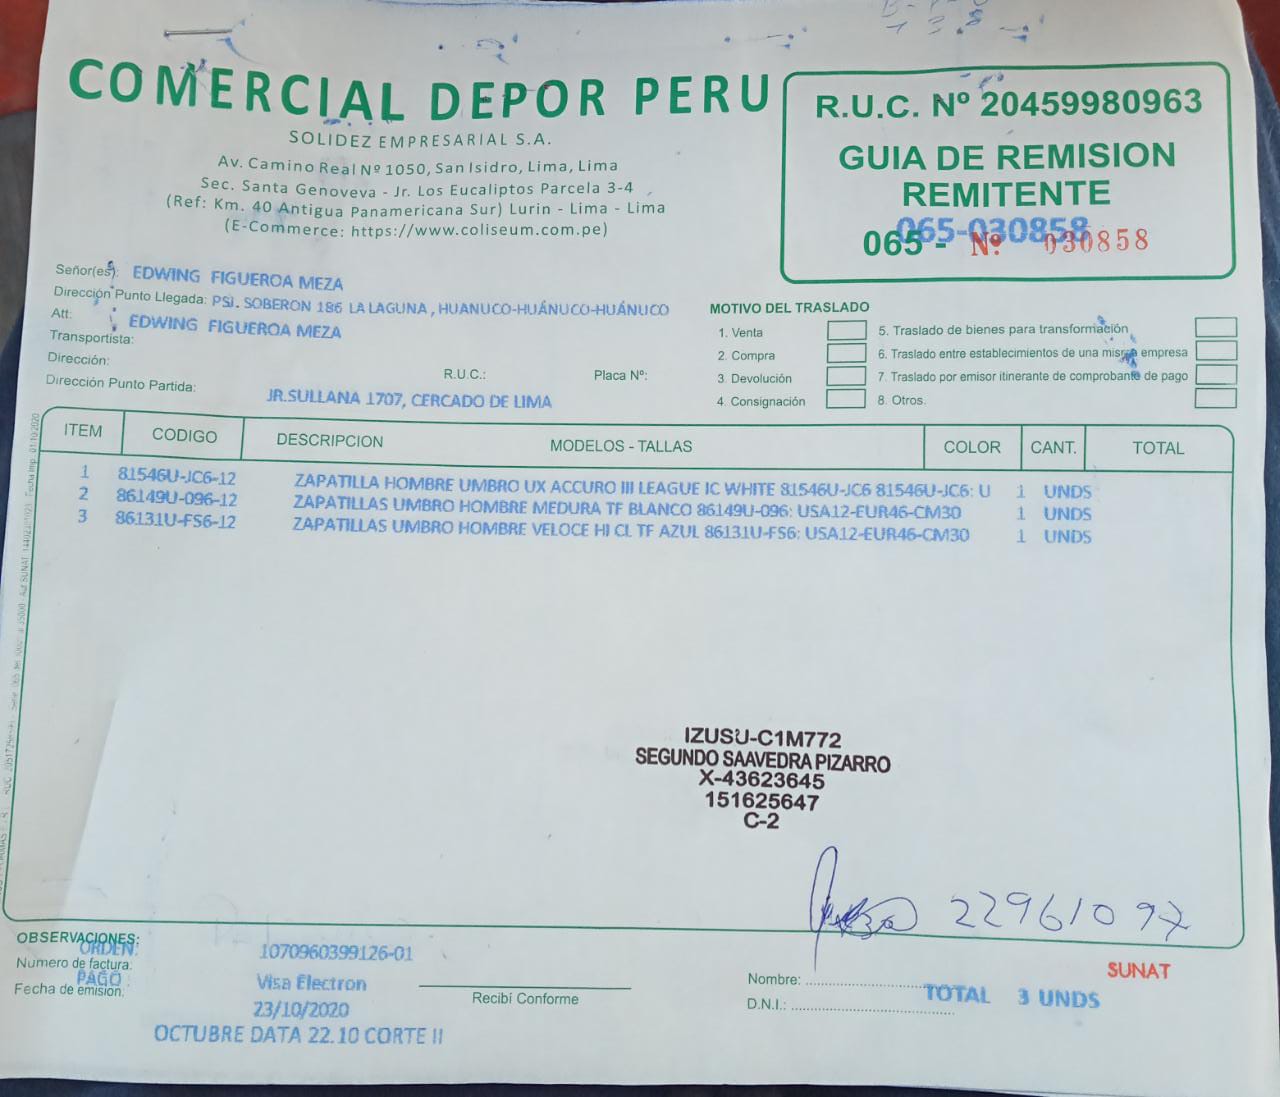 COMERCIAL DEPOR PERU
SOLIDEZ EMPRESARIAL S.A.
Av. Camino Real Nº 1050, San Isidro, Lima, Lima
Sec. Santa Genoveva - Jr. Los Eucaliptos Parcela 3-4
(Ref: Km. 40 Antigua Panamericana Sur) Lurin - Lima - Lima
(E-Commerce: https://www.coliseum.com.pe)
R.U.C. Nº 20459980963
GUIA DE REMISION
REMITENTE
065-030858
065 - Nº. 030858
Señor(es): EDWING FIGUEROA MEZA
Dirección Punto Llegada: PSJ. SOBERON 186 LA LAGUNA , HUANUCO-HUÁNUCO-HUÁNUCO
Att: EDWING FIGUEROA MEZA
Transportista:
Dirección: R.U.C.: Placa Nº:
Dirección Punto Partida: JR.SULLANA 1707, CERCADO DE LIMA
MOTIVO DEL TRASLADO
1. Venta
2. Compra
3. Devolución
4. Consignación
5. Traslado de bienes para transformación
6. Traslado entre establecimientos de una misma empresa
7. Traslado por emisor itinerante de comprobante de pago
8. Otros.
ITEM CODIGO DESCRIPCION MODELOS - TALLAS COLOR CANT. TOTAL
1 81546U-JC6-12 ZAPATILLA HOMBRE UMBRO UX ACCURO III LEAGUE IC WHITE 81546U-JC6 81546U-JC6: U 1 UNDS
2 86149U-096-12 ZAPATILLAS UMBRO HOMBRE MEDURA TF BLANCO 86149U-096: USA12-EUR46-CM30 1 UNDS
3 86131U-FS6-12 ZAPATILLAS UMBRO HOMBRE VELOCE HI CL TF AZUL 86131U-FS6: USA12-EUR46-CM30 1 UNDS
IZUSU-C1M772
SEGUNDO SAAVEDRA PIZARRO
X-43623645
151625647
C-2
22961097
OBSERVACIONES:
ORDEN: 1070960399126-01
Numero de factura:
PAGO : Visa Electron
Fecha de emisión: 23/10/2020
OCTUBRE DATA 22.10 CORTE II
Recibí Conforme
Nombre:
D.N.I.:
SUNAT
TOTAL 3 UNDS
Fecha Imp. 01/10/2020